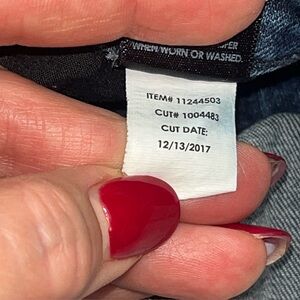 WHEN WORN OR WASHED.
ITEM# 11244503
CUT# 1004483
CUT DATE:
12/13/2017